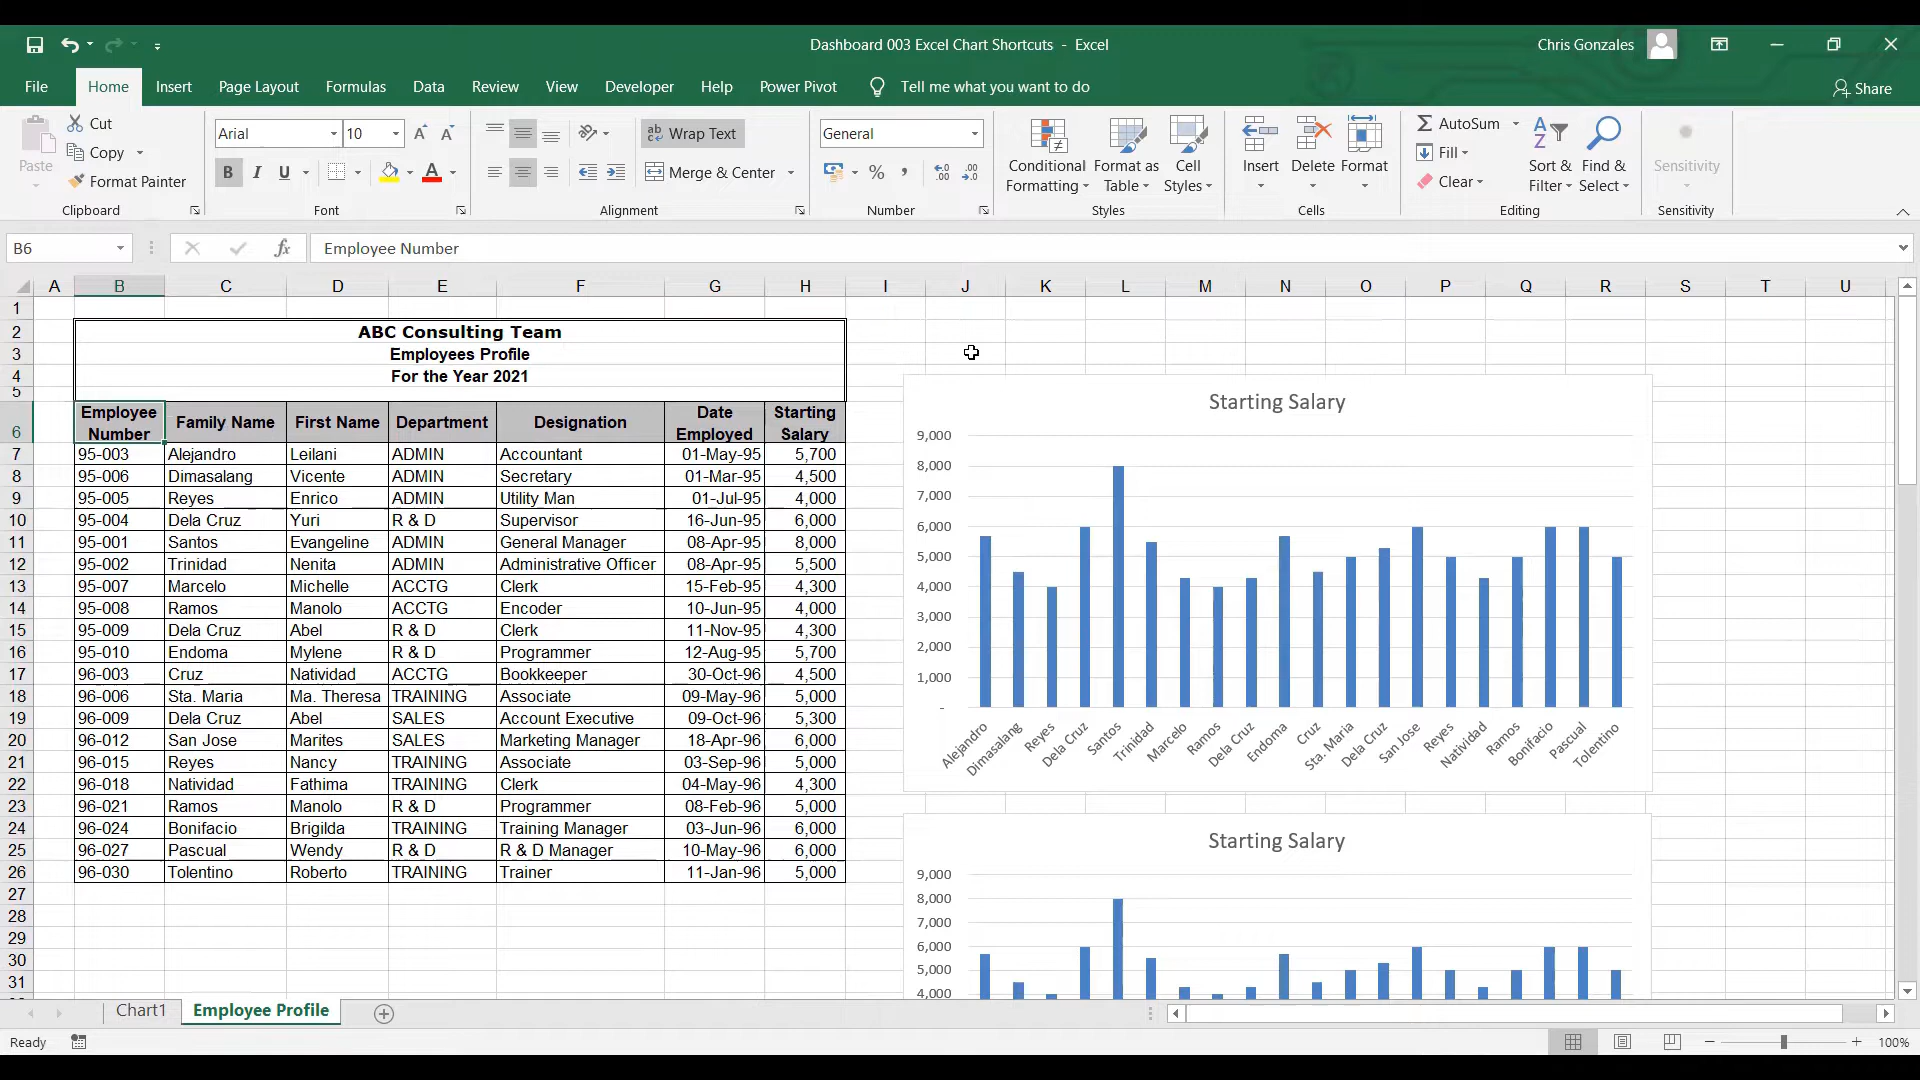 Dashboard 003 Excel Chart Shortcuts - Excel
Chris Gonzales
File Home Insert Page Layout Formulas Data Review View Developer Help Power Pivot Tell me what you want to do Share
Paste
Cut
Copy
Format Painter
Clipboard
Arial 10
B I U A
Font
ab Wrap Text
Merge & Center
Alignment
General
% ,
Number
Conditional Formatting
Format as Table
Cell Styles
Styles
Insert Delete Format
Cells
AutoSum
Fill
Clear
Sort & Filter
Find & Select
Editing
Sensitivity
Sensitivity
B6 fx Employee Number
A B C D E F G H I J K L M N O P Q R S T U
1
2 ABC Consulting Team
3 Employees Profile
4 For the Year 2021
5
6 Employee Number Family Name First Name Department Designation Date Employed Starting Salary
7 95-003 Alejandro Leilani ADMIN Accountant 01-May-95 5,700
8 95-006 Dimasalang Vicente ADMIN Secretary 01-Mar-95 4,500
9 95-005 Reyes Enrico ADMIN Utility Man 01-Jul-95 4,000
10 95-004 Dela Cruz Yuri R & D Supervisor 16-Jun-95 6,000
11 95-001 Santos Evangeline ADMIN General Manager 08-Apr-95 8,000
12 95-002 Trinidad Nenita ADMIN Administrative Officer 08-Apr-95 5,500
13 95-007 Marcelo Michelle ACCTG Clerk 15-Feb-95 4,300
14 95-008 Ramos Manolo ACCTG Encoder 10-Jun-95 4,000
15 95-009 Dela Cruz Abel R & D Clerk 11-Nov-95 4,300
16 95-010 Endoma Mylene R & D Programmer 12-Aug-95 5,700
17 96-003 Cruz Natividad ACCTG Bookkeeper 30-Oct-96 4,500
18 96-006 Sta. Maria Ma. Theresa TRAINING Associate 09-May-96 5,000
19 96-009 Dela Cruz Abel SALES Account Executive 09-Oct-96 5,300
20 96-012 San Jose Marites SALES Marketing Manager 18-Apr-96 6,000
21 96-015 Reyes Nancy TRAINING Associate 03-Sep-96 5,000
22 96-018 Natividad Fathima TRAINING Clerk 04-May-96 4,300
23 96-021 Ramos Manolo R & D Programmer 08-Feb-96 5,000
24 96-024 Bonifacio Brigilda TRAINING Training Manager 03-Jun-96 6,000
25 96-027 Pascual Wendy R & D R & D Manager 10-May-96 6,000
26 96-030 Tolentino Roberto TRAINING Trainer 11-Jan-96 5,000
27
28
29
30
31
Starting Salary
9,000
8,000
7,000
6,000
5,000
4,000
3,000
2,000
1,000
-
Alejandro Dimasalang Reyes Dela Cruz Santos Trinidad Marcelo Ramos Dela Cruz Endoma Cruz Sta. Maria Dela Cruz San Jose Reyes Natividad Ramos Bonifacio Pascual Tolentino
Starting Salary
9,000
8,000
7,000
6,000
5,000
4,000
Chart1 Employee Profile
Ready 100%